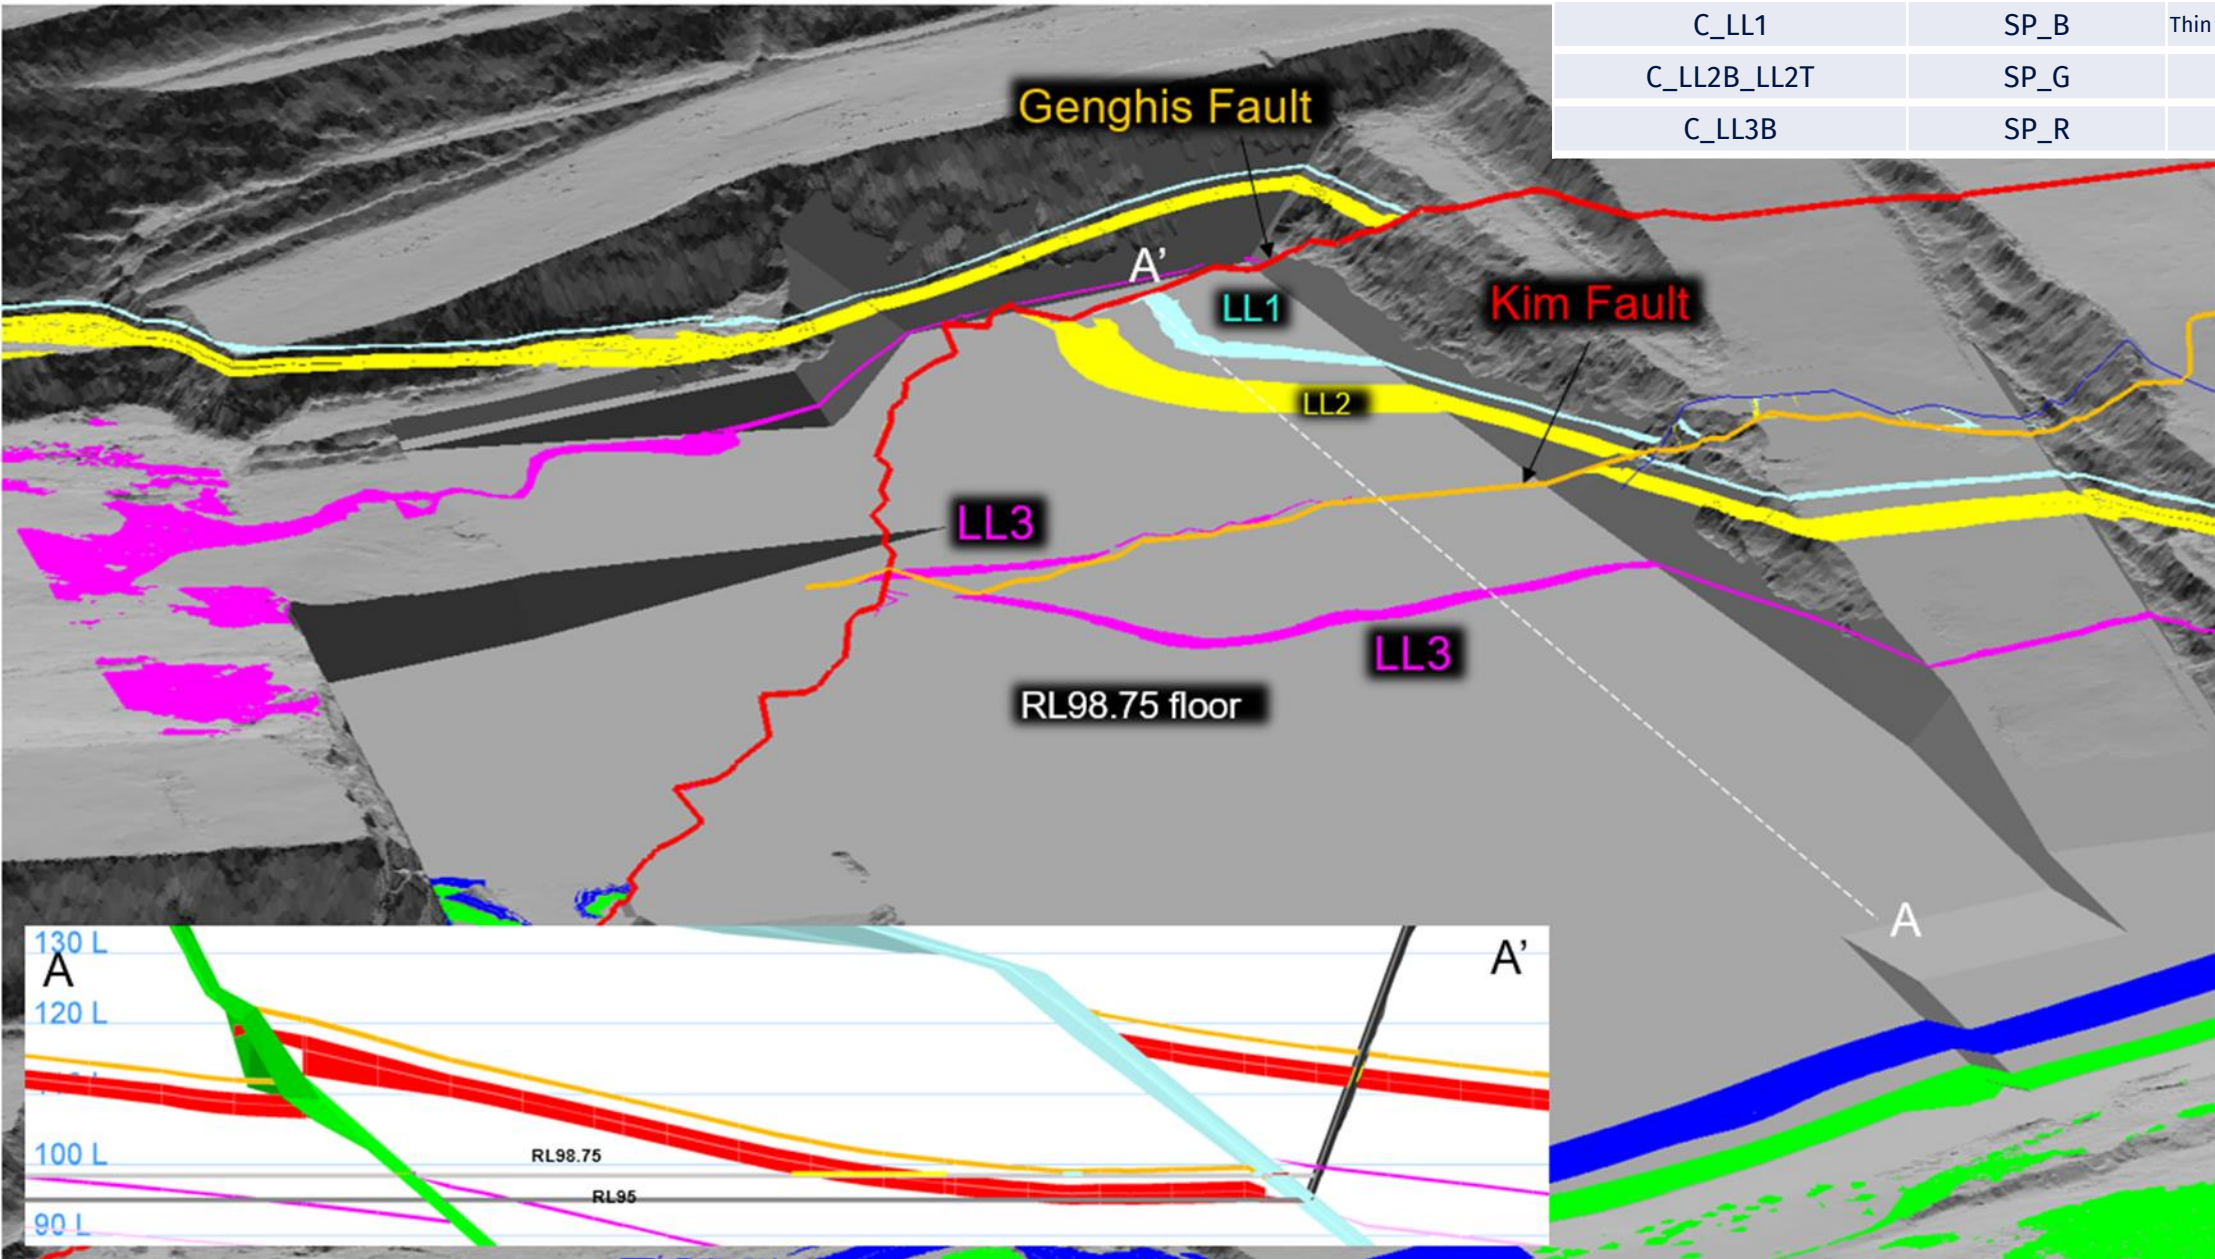 C_LL1 SP_B Thin
C_LL2B_LL2T SP_G
C_LL3B SP_R
Genghis Fault
A’
LL1
Kim Fault
LL2
LL3
LL3
RL98.75 floor
A
130 L
A
A’
120 L
100 L
RL98.75
RL95
90 L